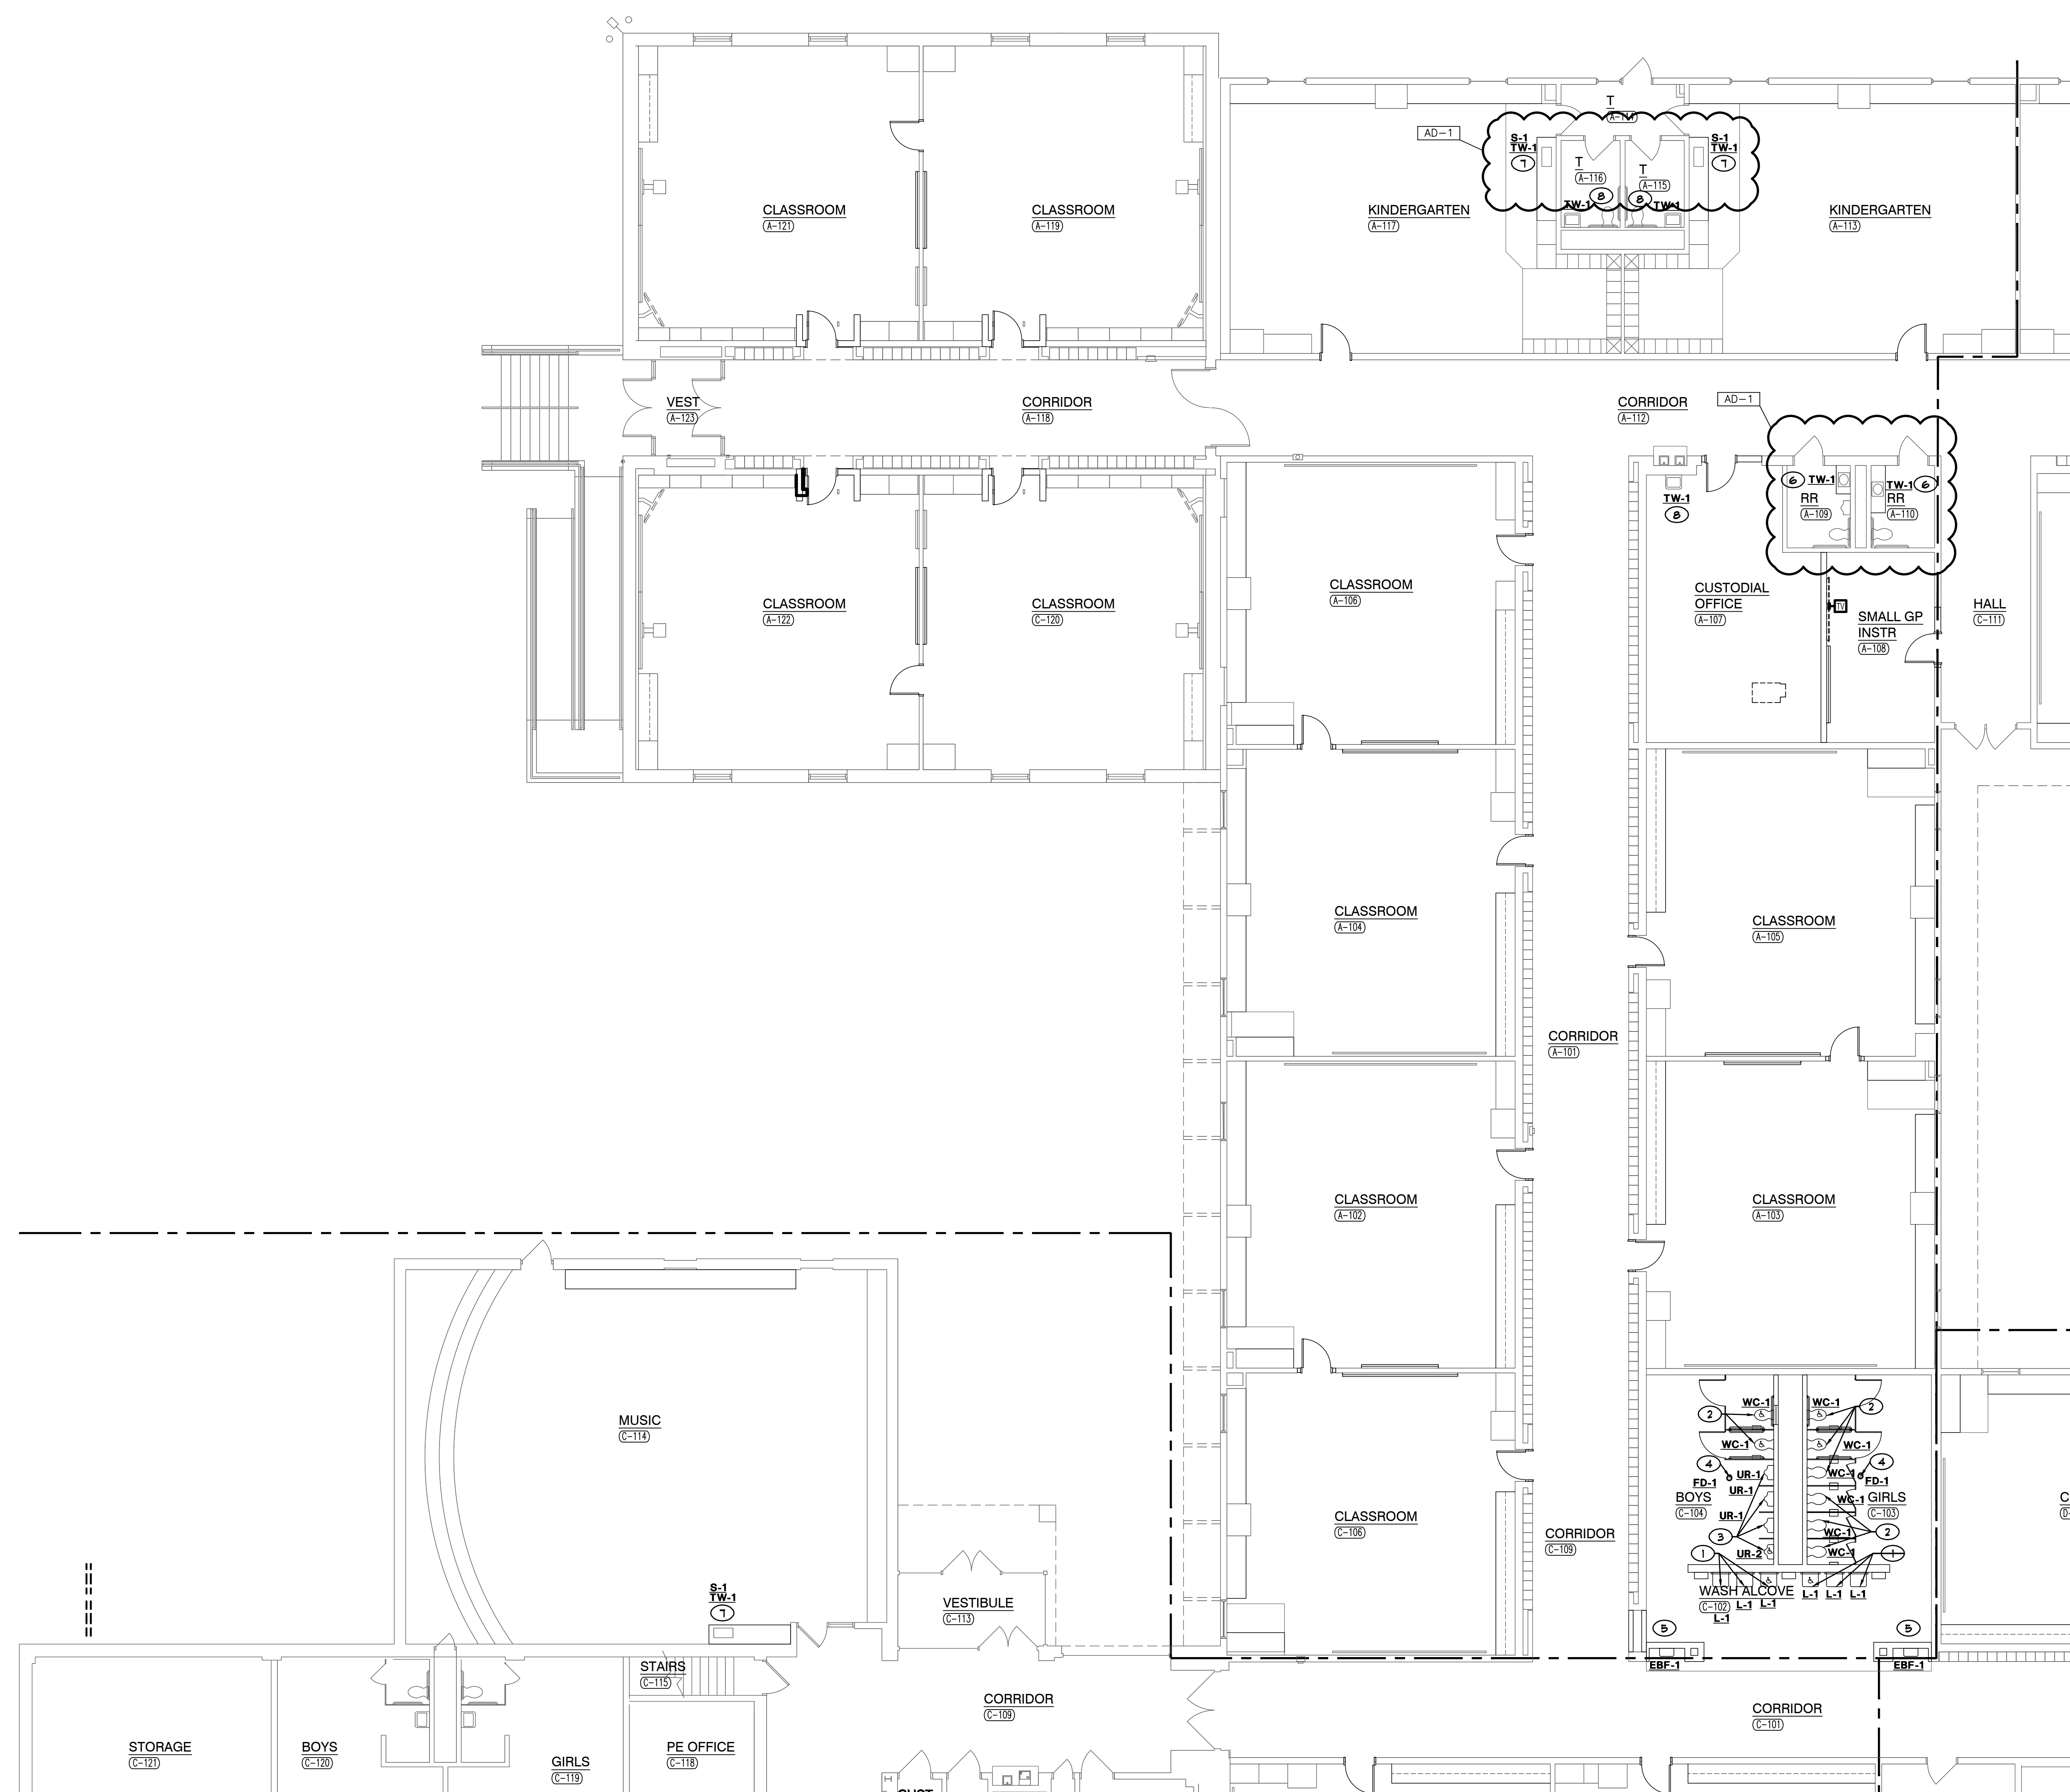 T
(A-114)
AD-1
S-1
TW-1
7
S-1
TW-1
7
T
(A-116)
T
(A-115)
8
8
TW-1
TW-1
CLASSROOM
(A-121)
CLASSROOM
(A-119)
KINDERGARTEN
(A-117)
KINDERGARTEN
(A-113)
VEST
(A-123)
CORRIDOR
(A-118)
CORRIDOR
(A-112)
AD-1
6
TW-1
TW-1
6
RR
(A-109)
RR
(A-110)
TW-1
8
CLASSROOM
(A-122)
CLASSROOM
(C-120)
CLASSROOM
(A-106)
CUSTODIAL
OFFICE
(A-107)
TV
SMALL GP
INSTR
(A-108)
HALL
(C-111)
CLASSROOM
(A-104)
CLASSROOM
(A-105)
CORRIDOR
(A-101)
CLASSROOM
(A-102)
CLASSROOM
(A-103)
MUSIC
(C-114)
WC-1
WC-1
2
2
WC-1
WC-1
4
4
UR-1
WC-1
FD-1
FD-1
UR-1
BOYS
(C-104)
WC-1
GIRLS
(C-103)
UR-1
3
WC-1
2
1
UR-2
WC-1
1
WASH ALCOVE
(C-102)
L-1
L-1
L-1
L-1
L-1
L-1
5
5
EBF-1
EBF-1
CLASSROOM
(C-106)
CORRIDOR
(C-109)
C
(D-
S-1
TW-1
7
VESTIBULE
(C-113)
STAIRS
(C-115)
CORRIDOR
(C-109)
CORRIDOR
(C-101)
STORAGE
(C-121)
BOYS
(C-120)
GIRLS
(C-119)
PE OFFICE
(C-118)